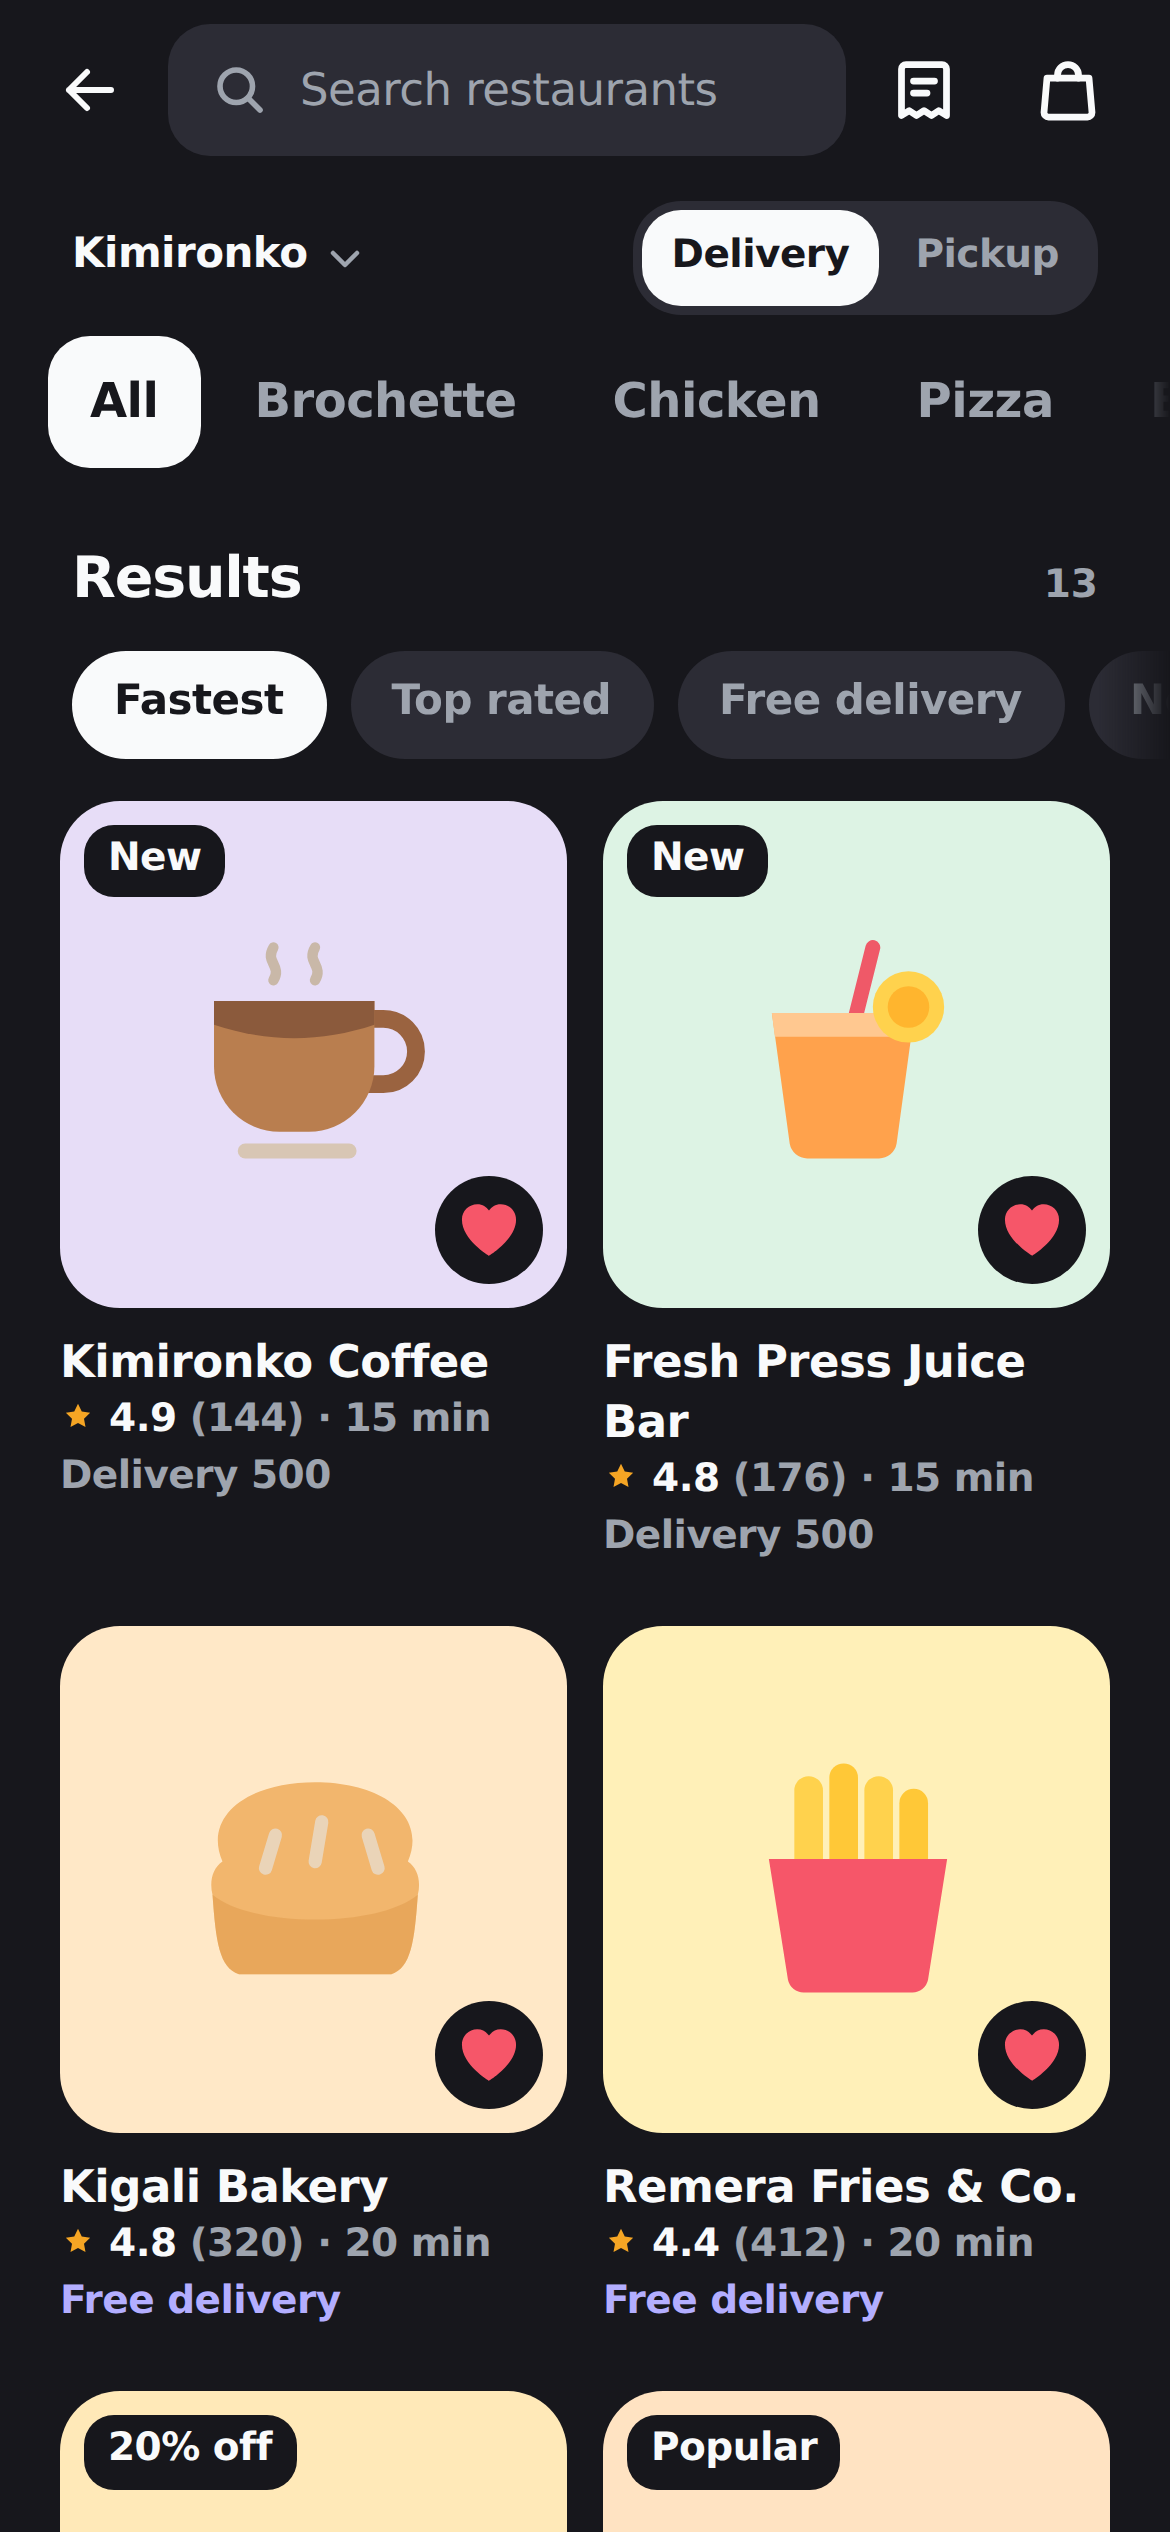 Search restaurants
Kimironko
Delivery Pickup
All Brochette Chicken Pizza
Results
13
Fastest Top rated Free delivery
New
New
Kimironko Coffee
4.9 (144) · 15 min
Delivery 500
Fresh Press Juice
Bar
4.8 (176) · 15 min
Delivery 500
Kigali Bakery
4.8 (320) · 20 min
Free delivery
Remera Fries & Co.
4.4 (412) · 20 min
Free delivery
20% off
Popular